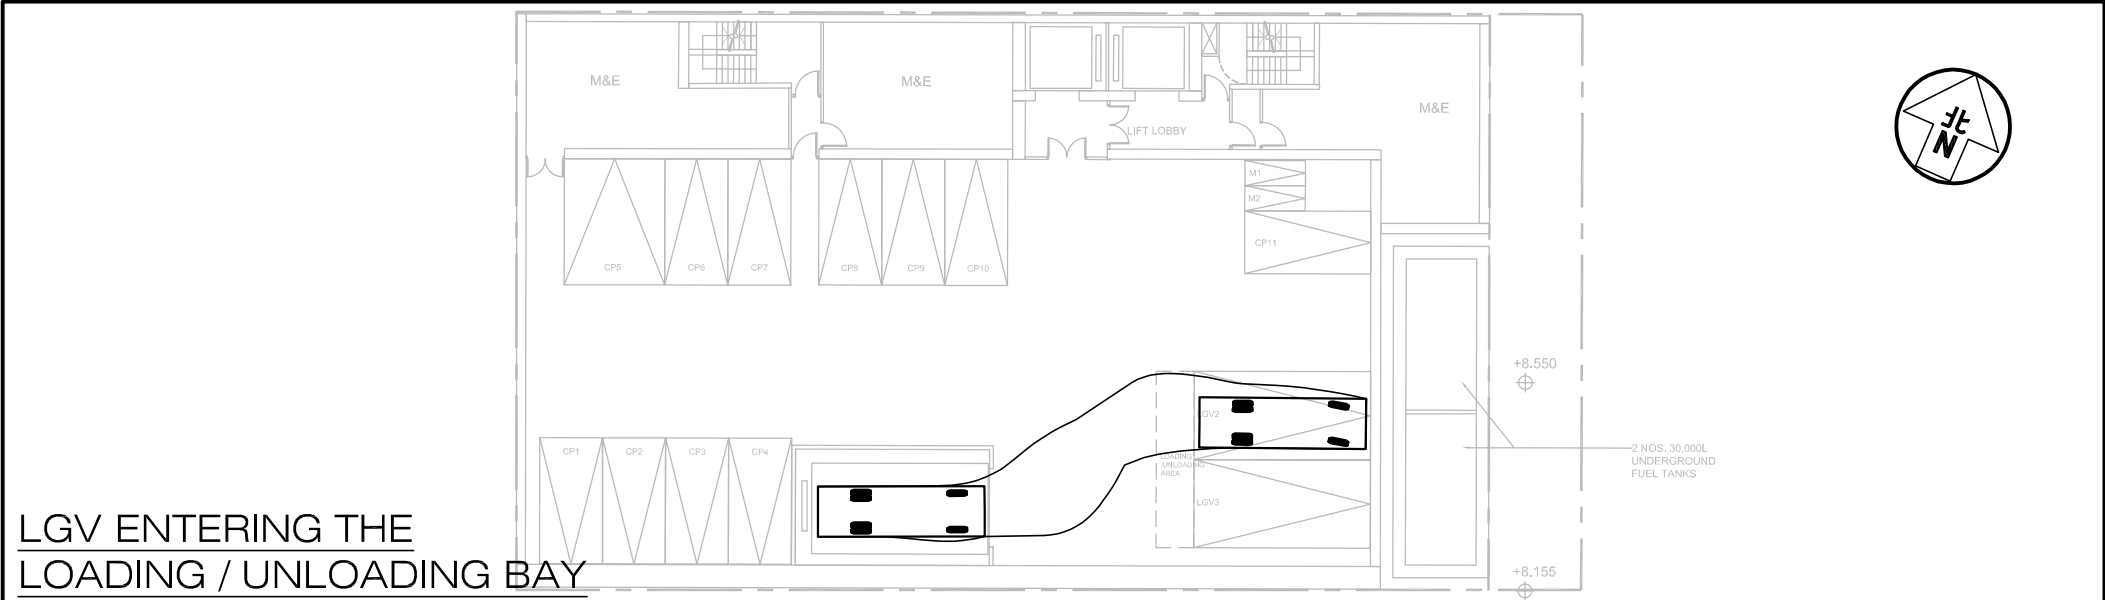 M&E
M&E
M&E
LIFT LOBBY
北
N
M1
M2
CP11
CP5
CP6
CP7
CP8
CP9
CP10
+8.550
LGV2
CP1
CP2
CP3
CP4
LOADING
/UNLOADING
AREA
2 NOS. 30,000L
UNDERGROUND
FUEL TANKS
LGV3
LGV ENTERING THE
LOADING / UNLOADING BAY
+8.155